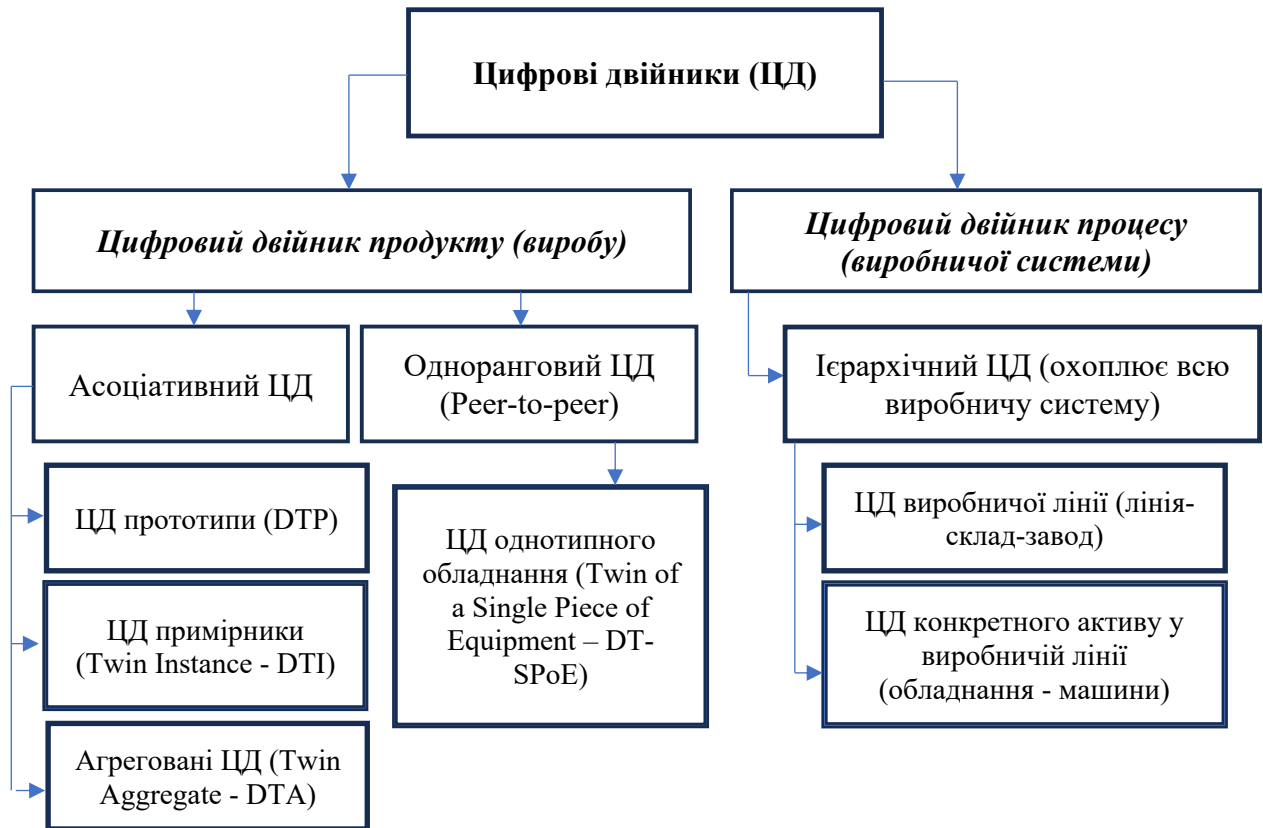 Цифрові двійники (ЦД)
Цифровий двійник продукту (виробу)
Цифровий двійник процесу
(виробничої системи)
Асоціативний ЦД
Одноранговий ЦД
(Peer-to-peer)
Ієрархічний ЦД (охоплює всю
виробничу систему)
ЦД прототипи (DTP)
ЦД примірники
(Twin Instance - DTI)
Агреговані ЦД (Twin
Aggregate - DTA)
ЦД однотипного
обладнання (Twin of
a Single Piece of
Equipment – DT-
SPoE)
ЦД виробничої лінії (лінія-
склад-завод)
ЦД конкретного активу у
виробничій лінії
(обладнання - машини)